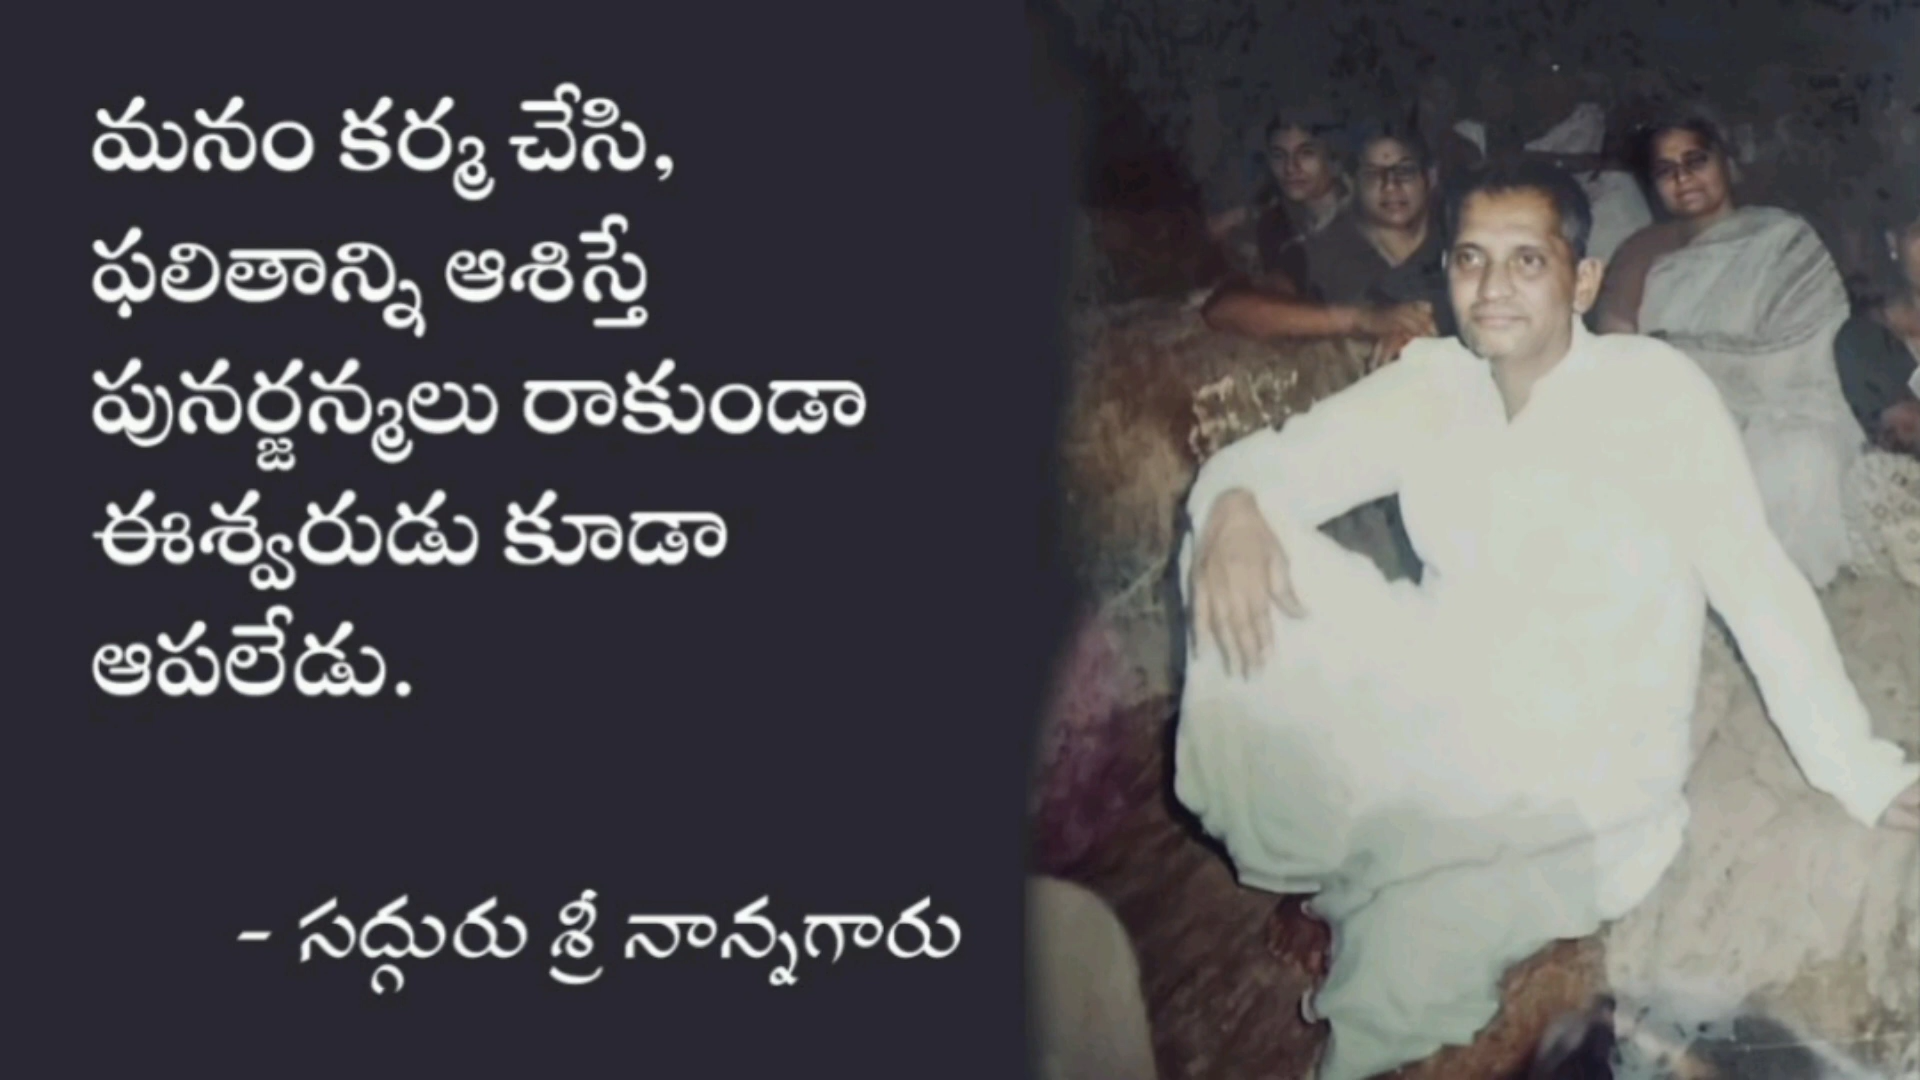 మనం కర్మ చేసి,
ఫలితాన్ని ఆశిస్తే
పునర్జన్మలు రాకుండా
ఈశ్వరుడు కూడా
ఆపలేడు.
- సద్గురు శ్రీ నాన్నగారు